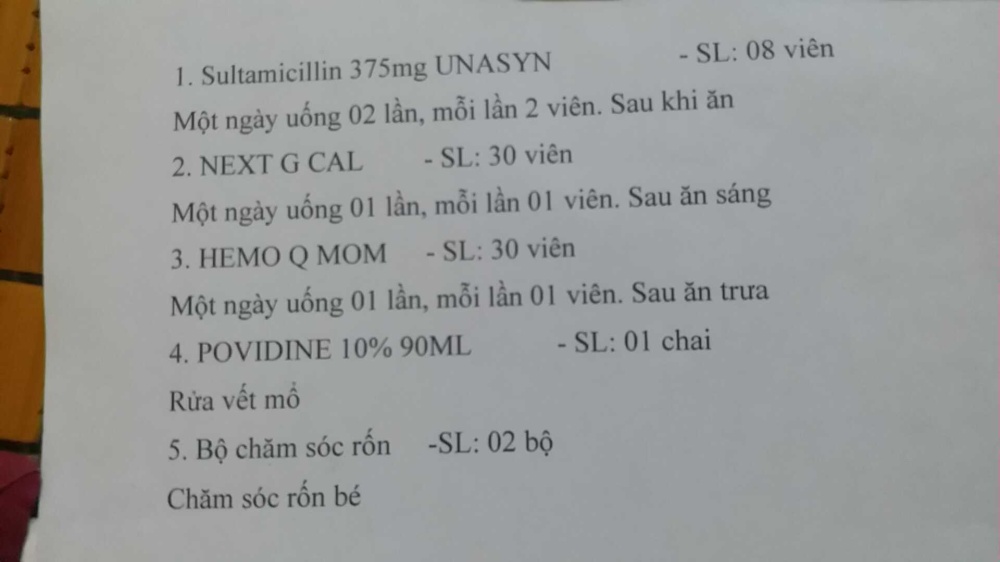 1. Sultamicillin 375mg UNASYN - SL: 08 viên
Một ngày uống 02 lần, mỗi lần 2 viên. Sau khi ăn
2. NEXT G CAL - SL: 30 viên
Một ngày uống 01 lần, mỗi lần 01 viên. Sau ăn sáng
3. HEMO Q MOM - SL: 30 viên
Một ngày uống 01 lần, mỗi lần 01 viên. Sau ăn trưa
4. POVIDINE 10% 90ML - SL: 01 chai
Rửa vết mổ
5. Bộ chăm sóc rốn -SL: 02 bộ
Chăm sóc rốn bé